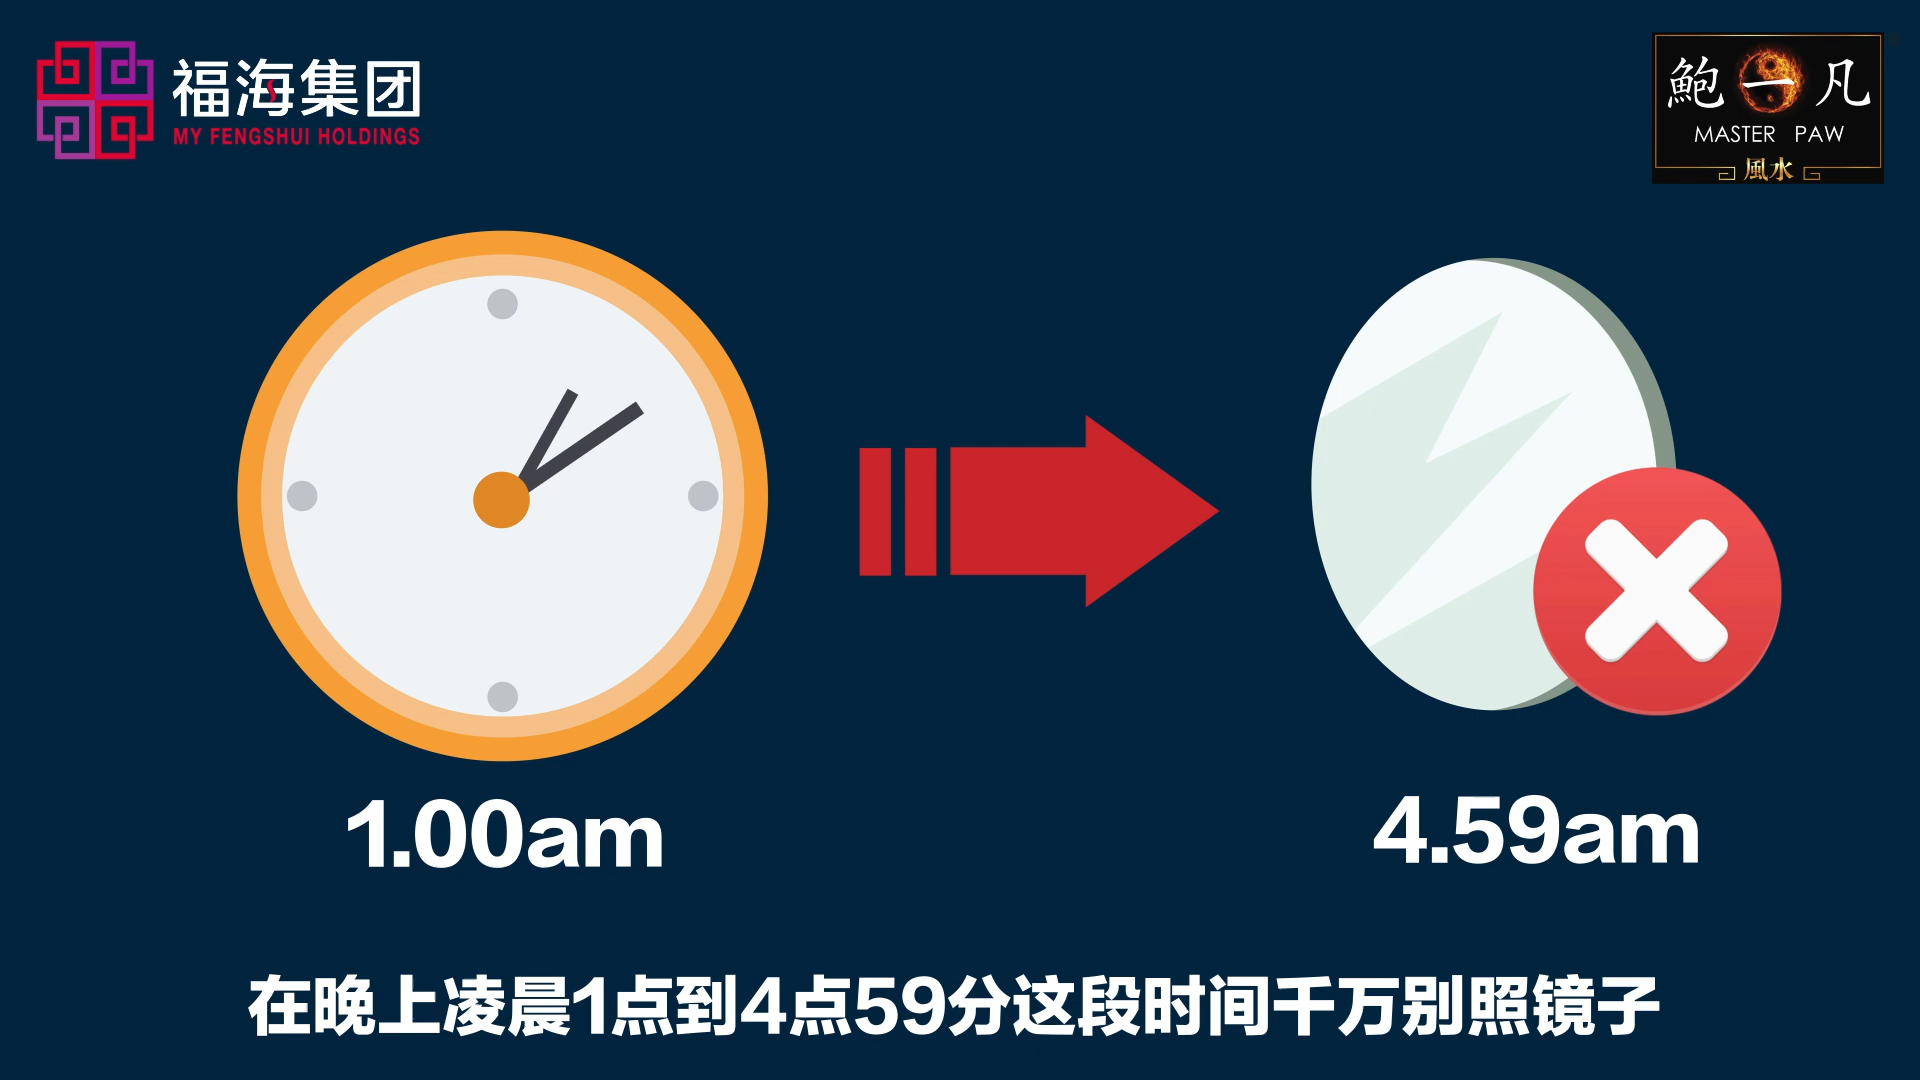 福海集团
MY FENGSHUI HOLDINGS
鮑一凡
MASTER PAW
風水
1.00am
4.59am
在晚上凌晨1点到4点59分这段时间千万别照镜子